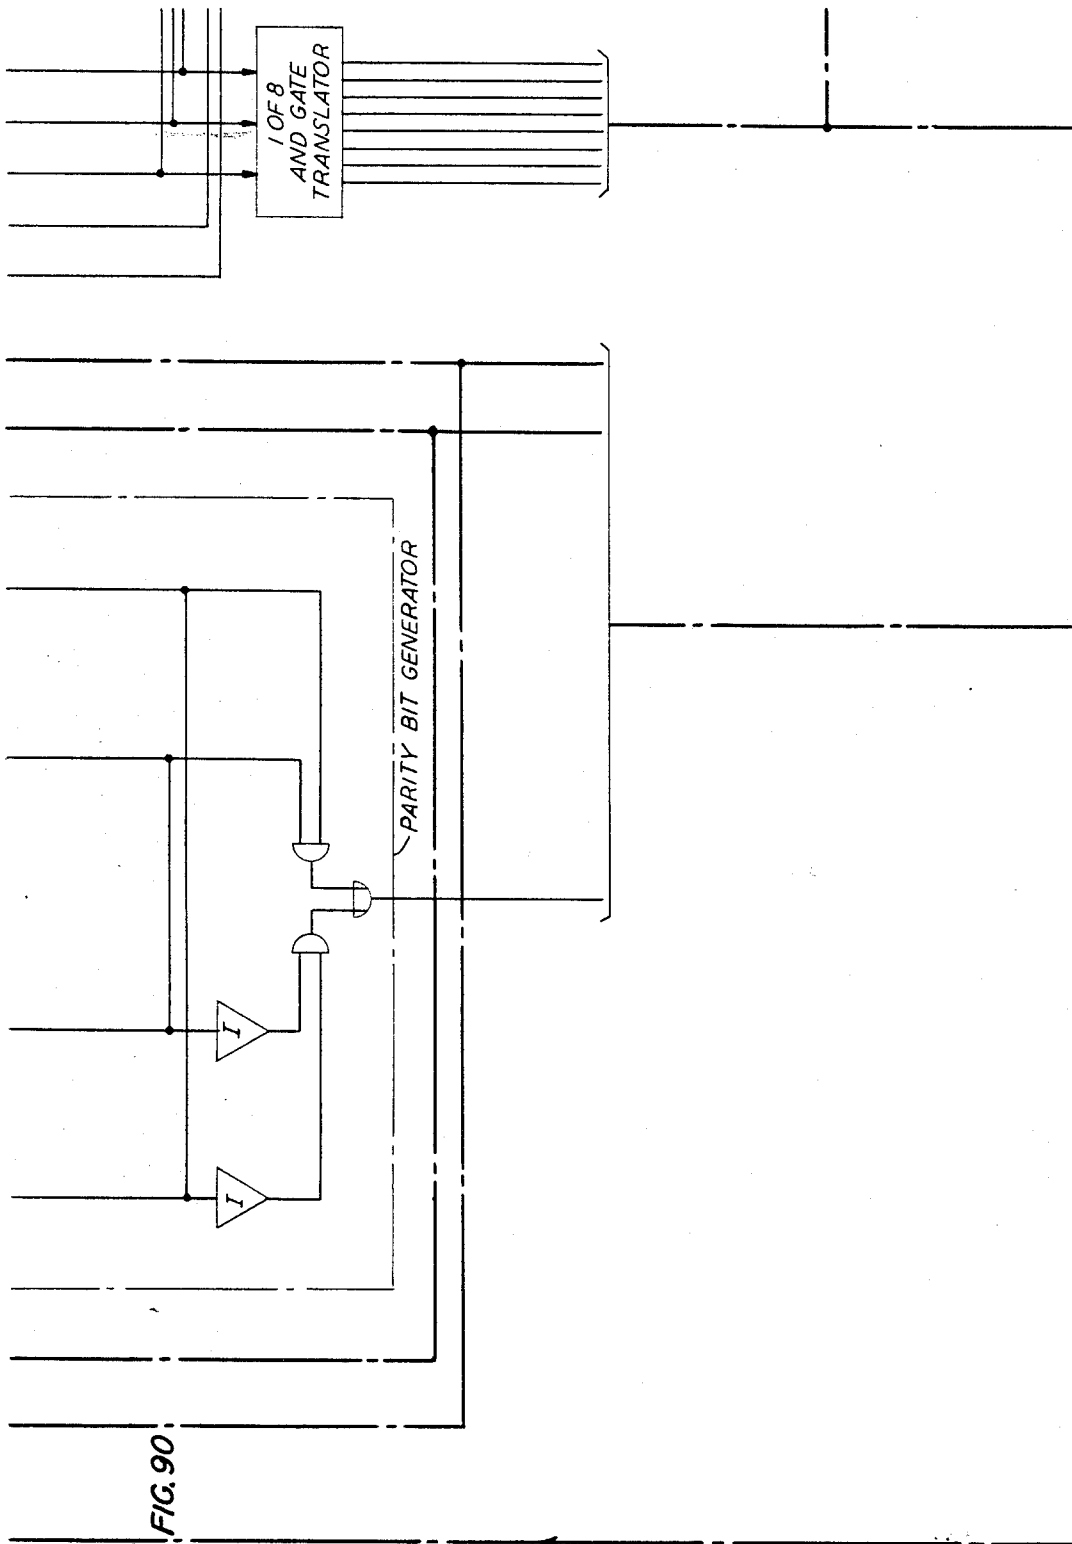 1 OF 8
AND GATE
TRANSLATOR
PARITY BIT GENERATOR
I
I
FIG. 90